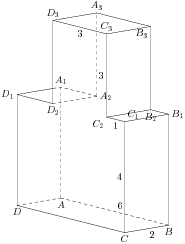 A₃
D₃
C₃
B₃
3
3
A₁
D₁
A₂
D₂
C₁
B₁
C₂
B₂
1
4
6
A
D
B
2
C